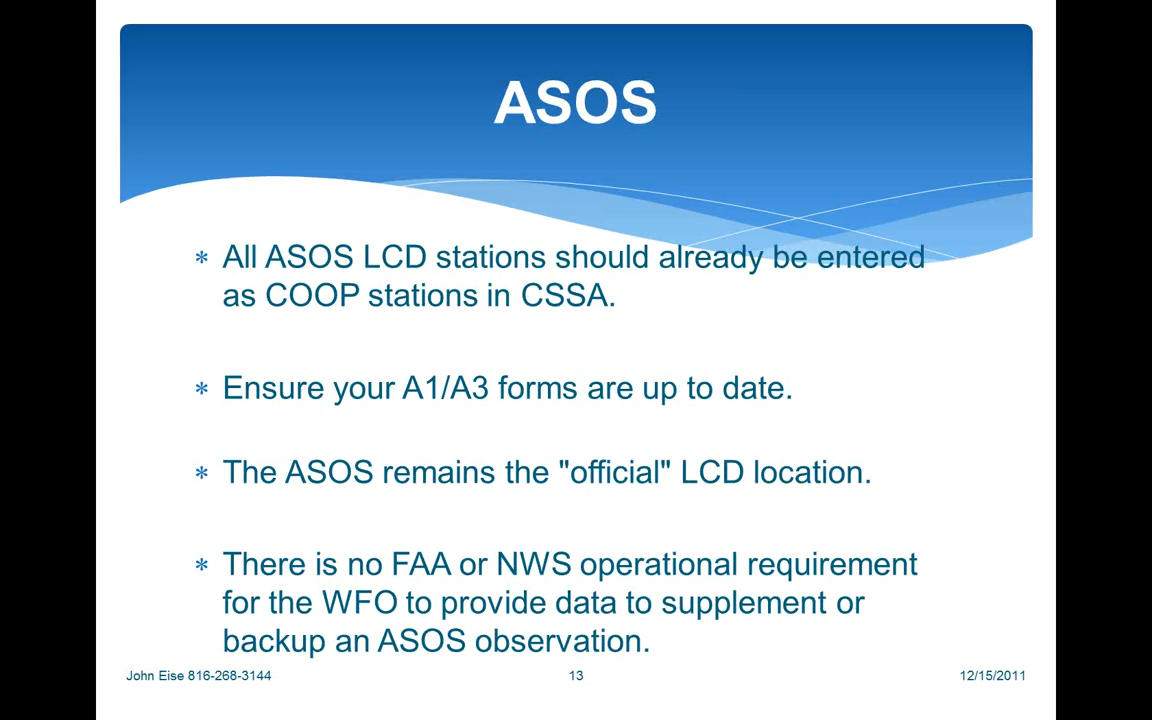 ASOS
* All ASOS LCD stations should already be entered
as COOP stations in CSSA.
* Ensure your A1/A3 forms are up to date.
* The ASOS remains the "official" LCD location.
* There is no FAA or NWS operational requirement
for the WFO to provide data to supplement or
backup an ASOS observation.
John Eise 816-268-3144
13
12/15/2011